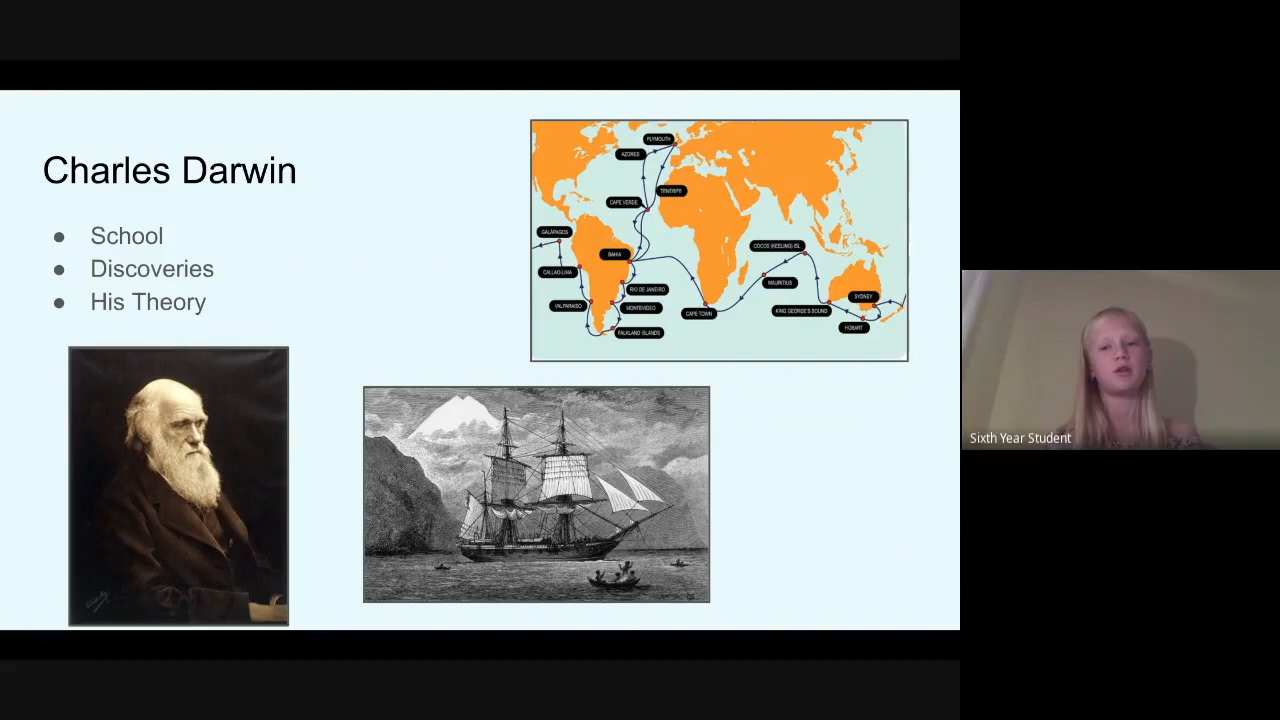 Charles Darwin
School
Discoveries
His Theory
PLYMOUTH
AZORES
TENERIFE
CAPE VERDE
GALÁPAGOS
BAHIA
COCOS (KEELING) ISL.
CALLAO-LIMA
MAURITIUS
RIO DE JANEIRO
SYDNEY
VALPARAISO
MONTEVIDEO
CAPE TOWN
KING GEORGE'S SOUND
HOBART
FALKLAND ISLANDS
Sixth Year Student